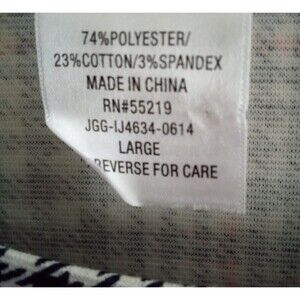 74%POLYESTER/
23%COTTON/3%SPANDEX
MADE IN CHINA
RN#55219
JGG-IJ4634-0614
LARGE
REVERSE FOR CARE